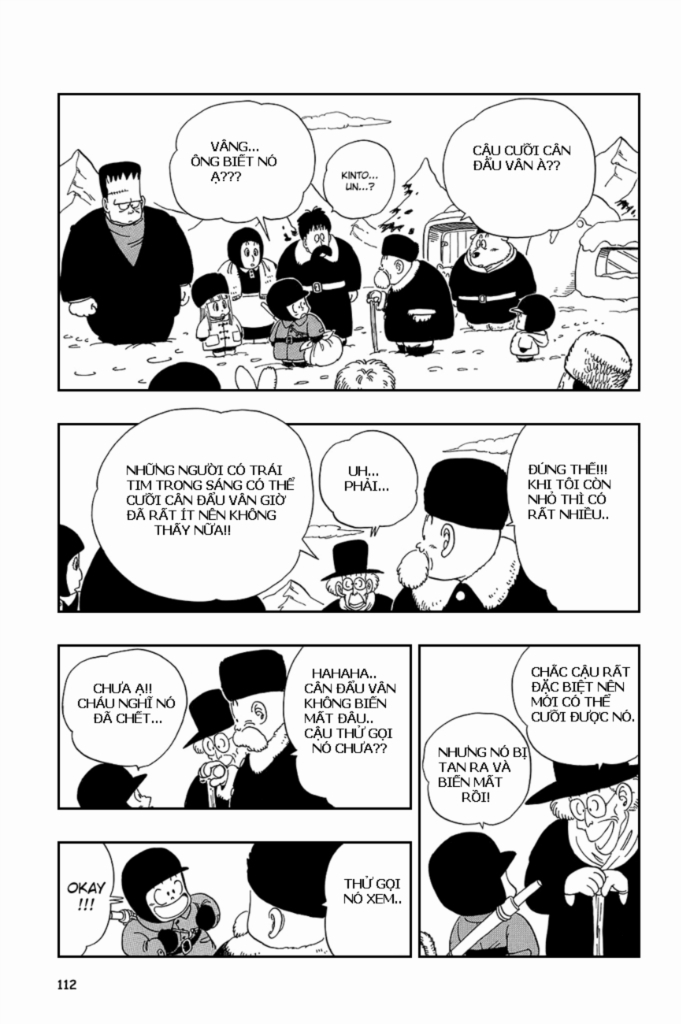 CẬU CƯỠI CÂN
ĐẨU VÂN À??
KINTO...
UN...?
VÂNG...
ÔNG BIẾT NÓ
Ạ???
ĐÚNG THẾ!!!
KHI TÔI CÒN
NHỎ THÌ CÓ
RẤT NHIỀU..
UH...
PHẢI...
NHỮNG NGƯỜI CÓ TRÁI
TIM TRONG SÁNG CÓ THỂ
CƯỠI CÂN ĐẨU VÂN GIỜ
ĐÃ RẤT ÍT NÊN KHÔNG
THẤY NỮA!!
CHẮC CẬU RẤT
ĐẶC BIỆT NÊN
MỚI CÓ THỂ
CƯỠI ĐƯỢC NÓ.
NHƯNG NÓ BỊ
TAN RA VÀ
BIẾN MẤT
RỒI!
HAHAHA..
CÂN ĐẨU VÂN
KHÔNG BIẾN
MẤT ĐÂU..
CẬU THỬ GỌI
NÓ CHƯA??
CHƯA Ạ!!
CHÁU NGHĨ NÓ
ĐÃ CHẾT...
THỬ GỌI
NÓ XEM..
OKAY
!!!
112